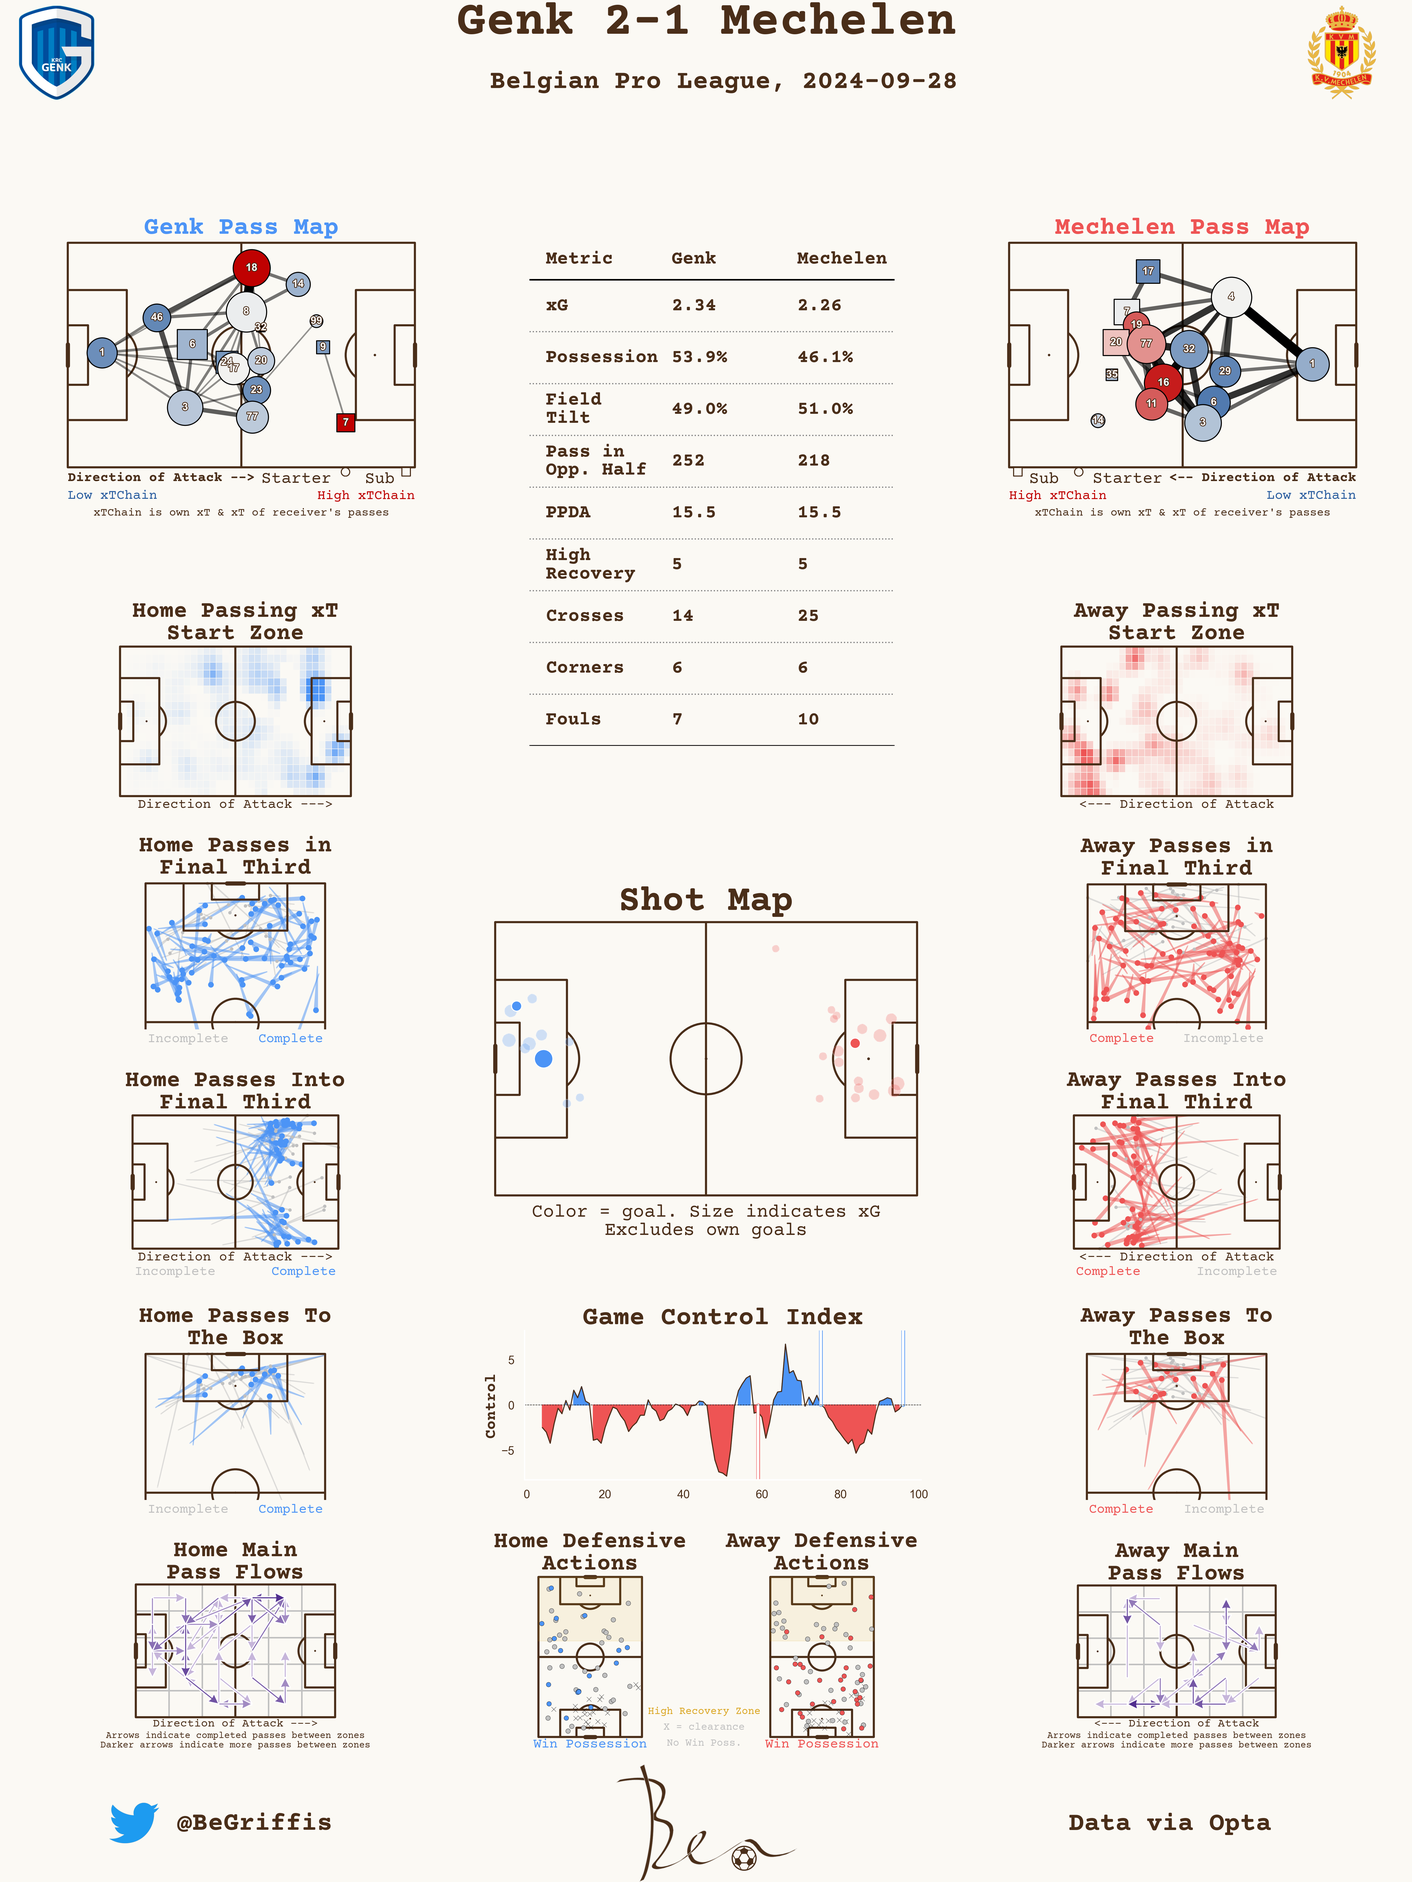 Genk 2-1 Mechelen
Belgian Pro League, 2024-09-28
KRC
GENK
K V M
1904
K.V. MECHELEN
Genk Pass Map
18
14
8
46
99
32
6
9
1
24
20
17
23
3
77
7
Direction of Attack --> Starter Sub
Low xTChain High xTChain
xTChain is own xT & xT of receiver's passes
Metric Genk Mechelen
xG 2.34 2.26
Possession 53.9% 46.1%
Field
Tilt 49.0% 51.0%
Pass in
Opp. Half 252 218
PPDA 15.5 15.5
High
Recovery 5 5
Crosses 14 25
Corners 6 6
Fouls 7 10
Mechelen Pass Map
17
4
7
19
20
77
32
1
35
29
16
11
6
14
3
Sub Starter <-- Direction of Attack
High xTChain Low xTChain
xTChain is own xT & xT of receiver's passes
Home Passing xT
Start Zone
Direction of Attack --->
Away Passing xT
Start Zone
<--- Direction of Attack
Home Passes in
Final Third
Incomplete Complete
Away Passes in
Final Third
Complete Incomplete
Shot Map
Color = goal. Size indicates xG
Excludes own goals
Home Passes Into
Final Third
Direction of Attack --->
Incomplete Complete
Away Passes Into
Final Third
<--- Direction of Attack
Complete Incomplete
Home Passes To
The Box
Incomplete Complete
Game Control Index
Control
5
0
−5
0 20 40 60 80 100
Away Passes To
The Box
Complete Incomplete
Home Main
Pass Flows
Direction of Attack --->
Arrows indicate completed passes between zones
Darker arrows indicate more passes between zones
Home Defensive
Actions
Win Possession
High Recovery Zone
X = clearance
No Win Poss.
Away Defensive
Actions
Win Possession
Away Main
Pass Flows
<--- Direction of Attack
Arrows indicate completed passes between zones
Darker arrows indicate more passes between zones
@BeGriffis
Ben
Data via Opta